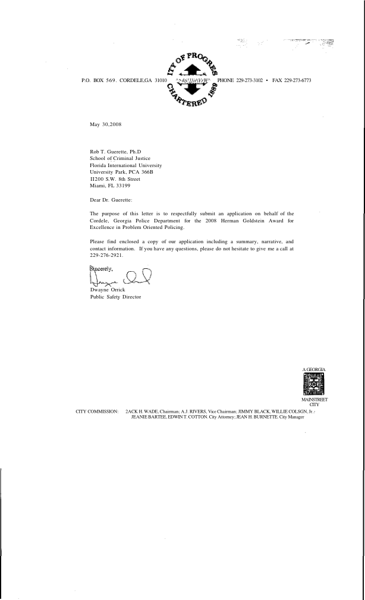 CITY OF PROGRESS
P.O. BOX 569. CORDELE,GA 31010
PHONE 229-273-3102 • FAX 229-273-6773
CHARTERED 1888
May 30,2008
Rob T. Guerette, Ph.D
School of Criminal Justice
Florida International University
University Park, PCA 366B
11200 S.W. 8th Street
Miami, FL 33199
Dear Dr. Guerette:
The purpose of this letter is to respectfully submit an application on behalf of the
Cordele, Georgia Police Department for the 2008 Herman Goldstein Award for
Excellence in Problem Oriented Policing.
Please find enclosed a copy of our application including a summary, narrative, and
contact information. If you have any questions, please do not hesitate to give me a call at
229-276-2921.
Sincerely,
Dwayne Orrick
Public Safety Director
A GEORGIA
MAINSTREET
CITY
CITY COMMISSION: JACK H. WADE, Chairman; A.J. RIVERS, Vice Chairman; JIMMY BLACK, WILLIE COLSON, Jr.;
JEANIE BARTEE, EDWIN T. COTTON. City Attorney; JEAN H. BURNETTE. City Manager